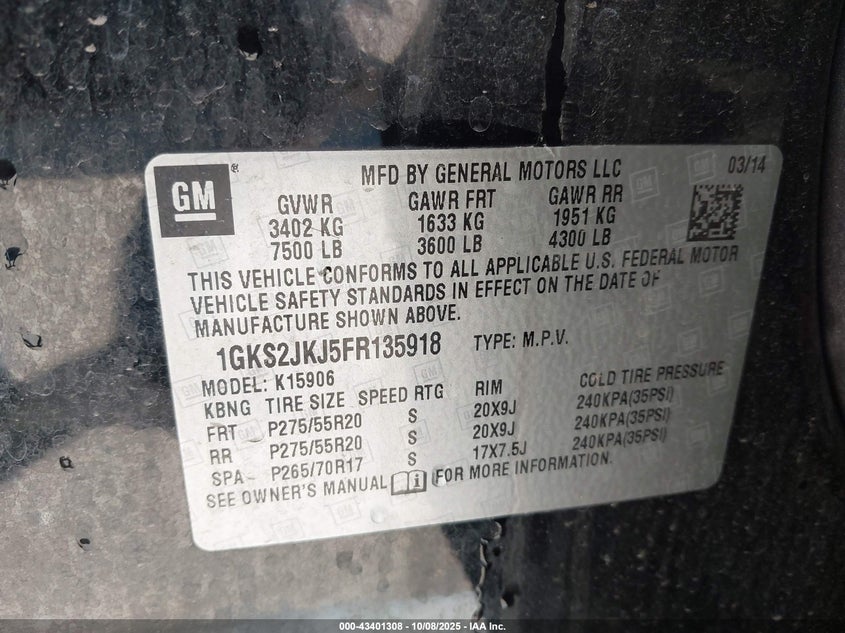 GM
MFD BY GENERAL MOTORS LLC 03/14
GVWR GAWR FRT GAWR RR
3402 KG 1633 KG 1951 KG
7500 LB 3600 LB 4300 LB
THIS VEHICLE CONFORMS TO ALL APPLICABLE U.S. FEDERAL MOTOR
VEHICLE SAFETY STANDARDS IN EFFECT ON THE DATE OF
MANUFACTURE SHOWN ABOVE.
1GKS2JKJ5FR135918 TYPE: M.P.V.
MODEL: K15906
KBNG TIRE SIZE SPEED RTG RIM COLD TIRE PRESSURE
FRT P275/55R20 S 20X9J 240KPA(35PSI)
RR P275/55R20 S 20X9J 240KPA(35PSI)
SPA P265/70R17 S 17X7.5J 240KPA(35PSI)
SEE OWNER'S MANUAL FOR MORE INFORMATION.
000-43401308 | 10/08/2025 - IAA Inc.